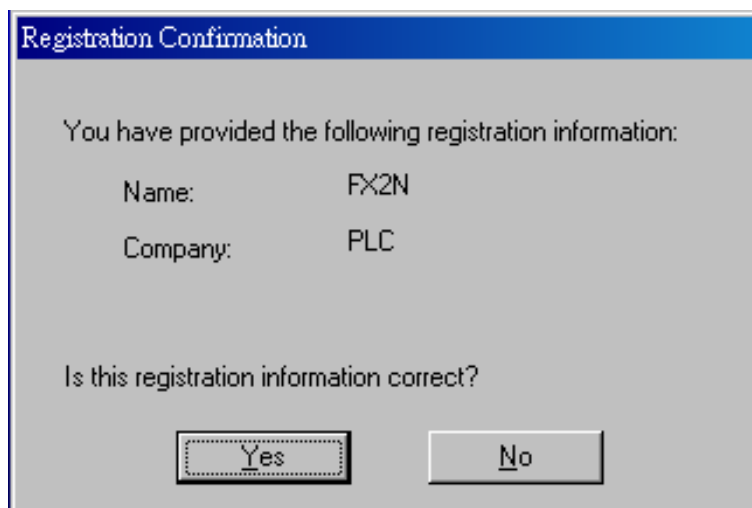 Registration Confirmation
You have provided the following registration information:
Name: FX2N
Company: PLC
Is this registration information correct?
Yes No